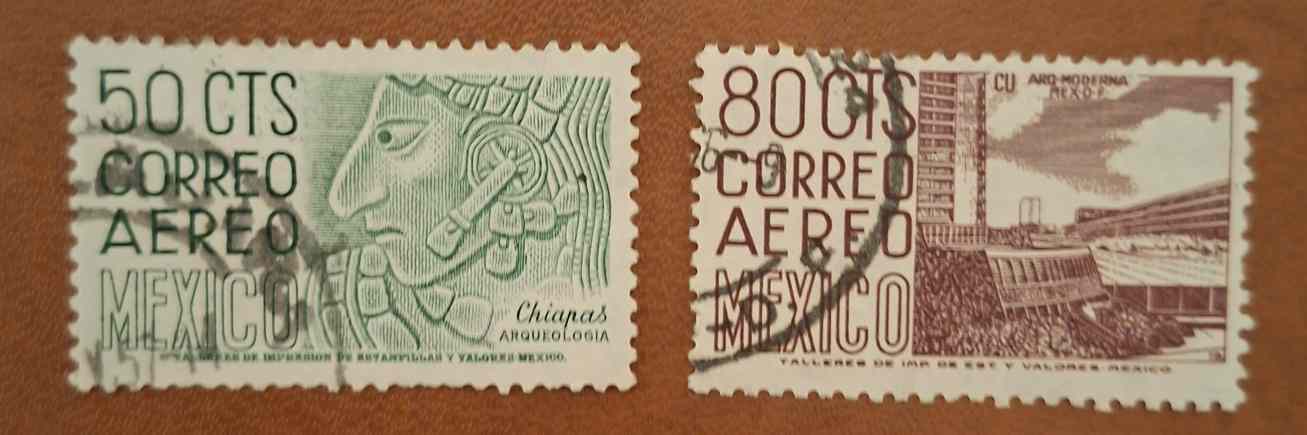 50 CTS
CORREO
AEREO
MEXICO
Chiapas
ARQUEOLOGIA
TALLERES DE IMPRESION DE ESTAMPILLAS Y VALORES-MEXICO.
80 CTS
CORREO
AEREO
MEXICO
CU ARQ-MODERNA
MEX-D-F
TALLERES DE IMP. DE EST. Y VALORES-MEXICO